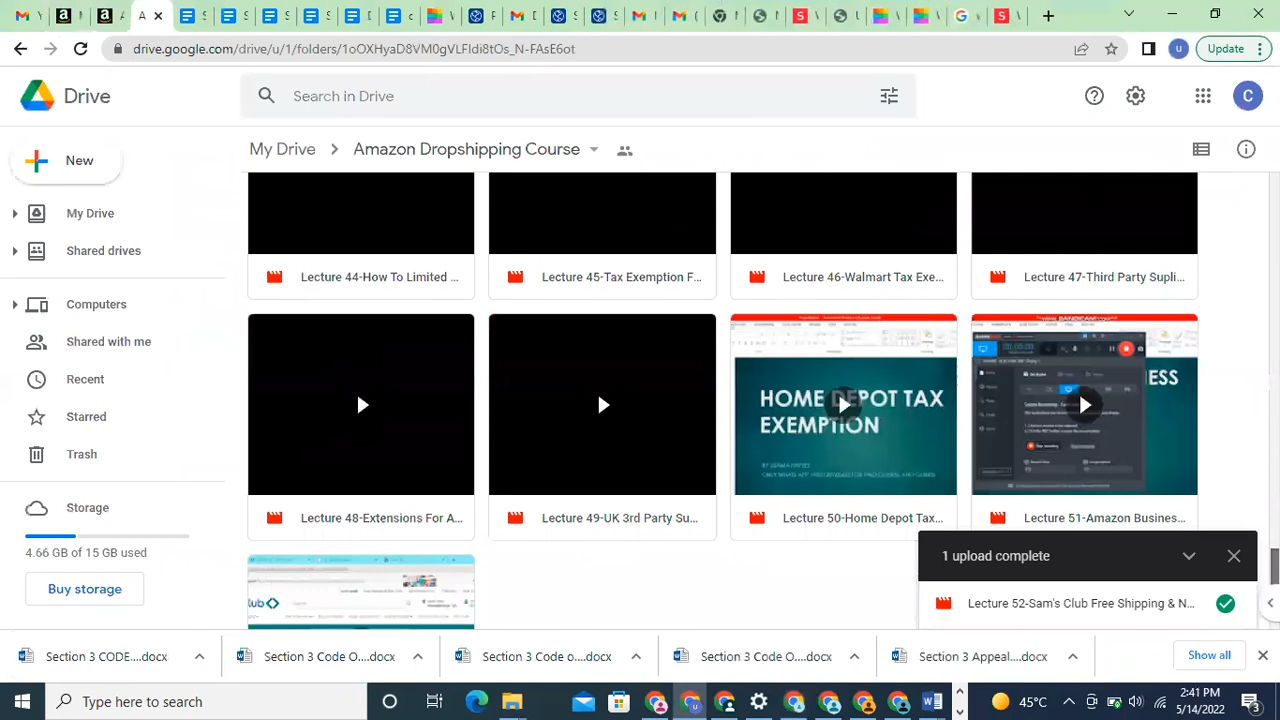 drive.google.com/drive/u/1/folders/1oOXHyaD8VM0gVLFIdi8tOs_N-FAsE6ot
u
Update
Drive
Search in Drive
C
New
My Drive
Amazon Dropshipping Course
My Drive
Shared drives
Computers
Shared with me
Recent
Starred
Trash
Storage
4.66 GB of 15 GB used
Buy storage
Lecture 44-How To Limited ...
Lecture 45-Tax Exemption F...
Lecture 46-Walmart Tax Exe...
Lecture 47-Third Party Supli...
HOME DEPOT TAX
EXEMPTION
ESS
Lecture 48-Extensions For A...
Lecture 49-UK 3rd Party Su...
Lecture 50-Home Depot Tax...
Lecture 51-Amazon Busines...
1 upload complete
Lecture 52-Sam's Club Free Shipping & N...
lub
Section 3 CODE....docx
Section 3 Code O....docx
Section 3 Code o....docx
Section 3 Code O....docx
Section 3 Appeal....docx
Show all
Type here to search
45°C
2:41 PM
5/14/2022
3